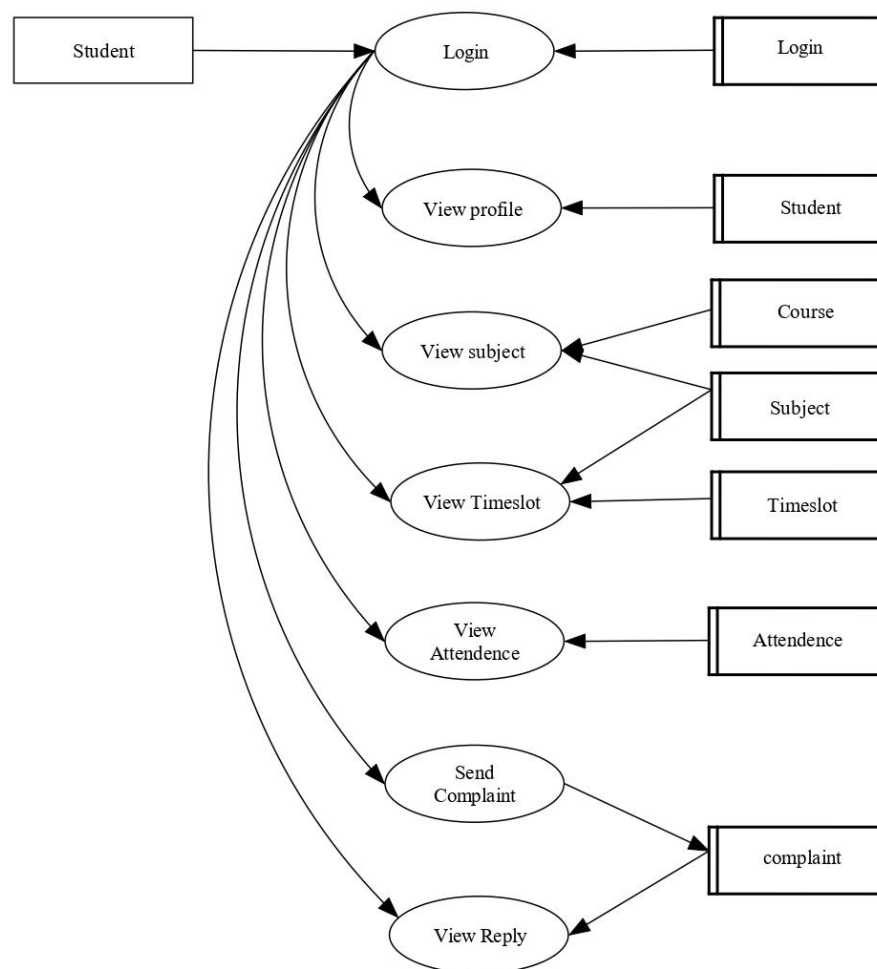 Student
Login
Login
View profile
Student
Course
View subject
Subject
View Timeslot
Timeslot
View
Attendence
Attendence
Send
Complaint
complaint
View Reply